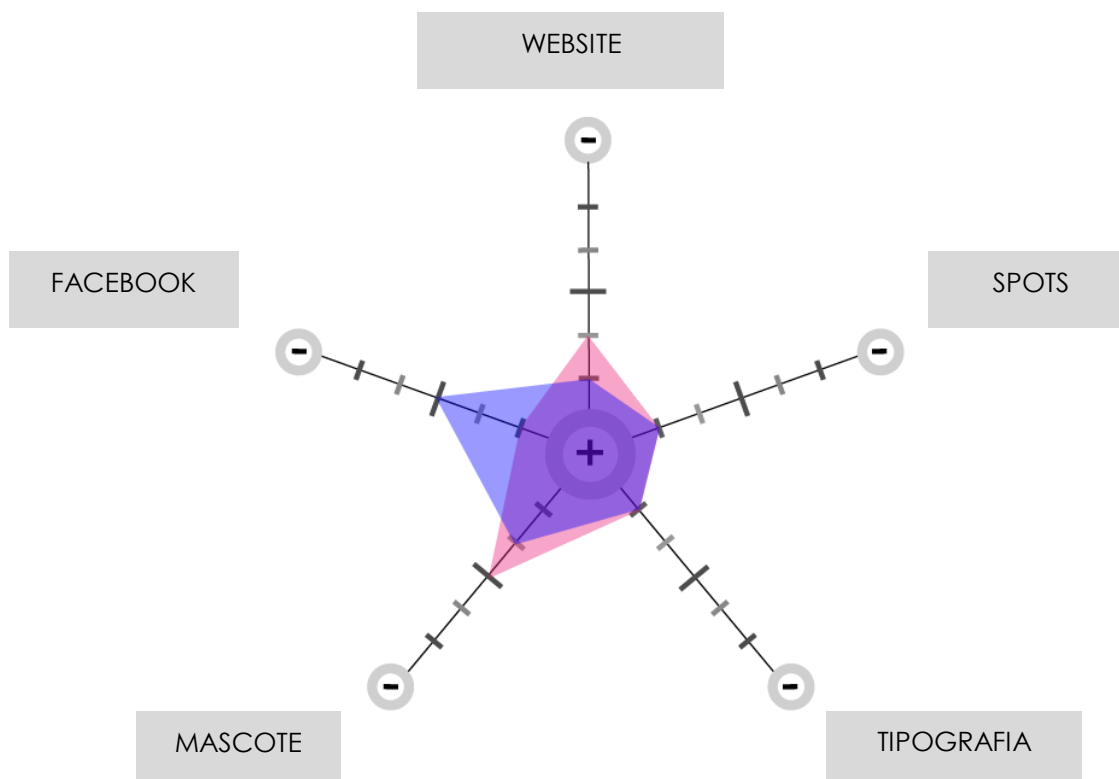 WEBSITE
-
FACEBOOK
SPOTS
-
-
+
-
-
MASCOTE
TIPOGRAFIA